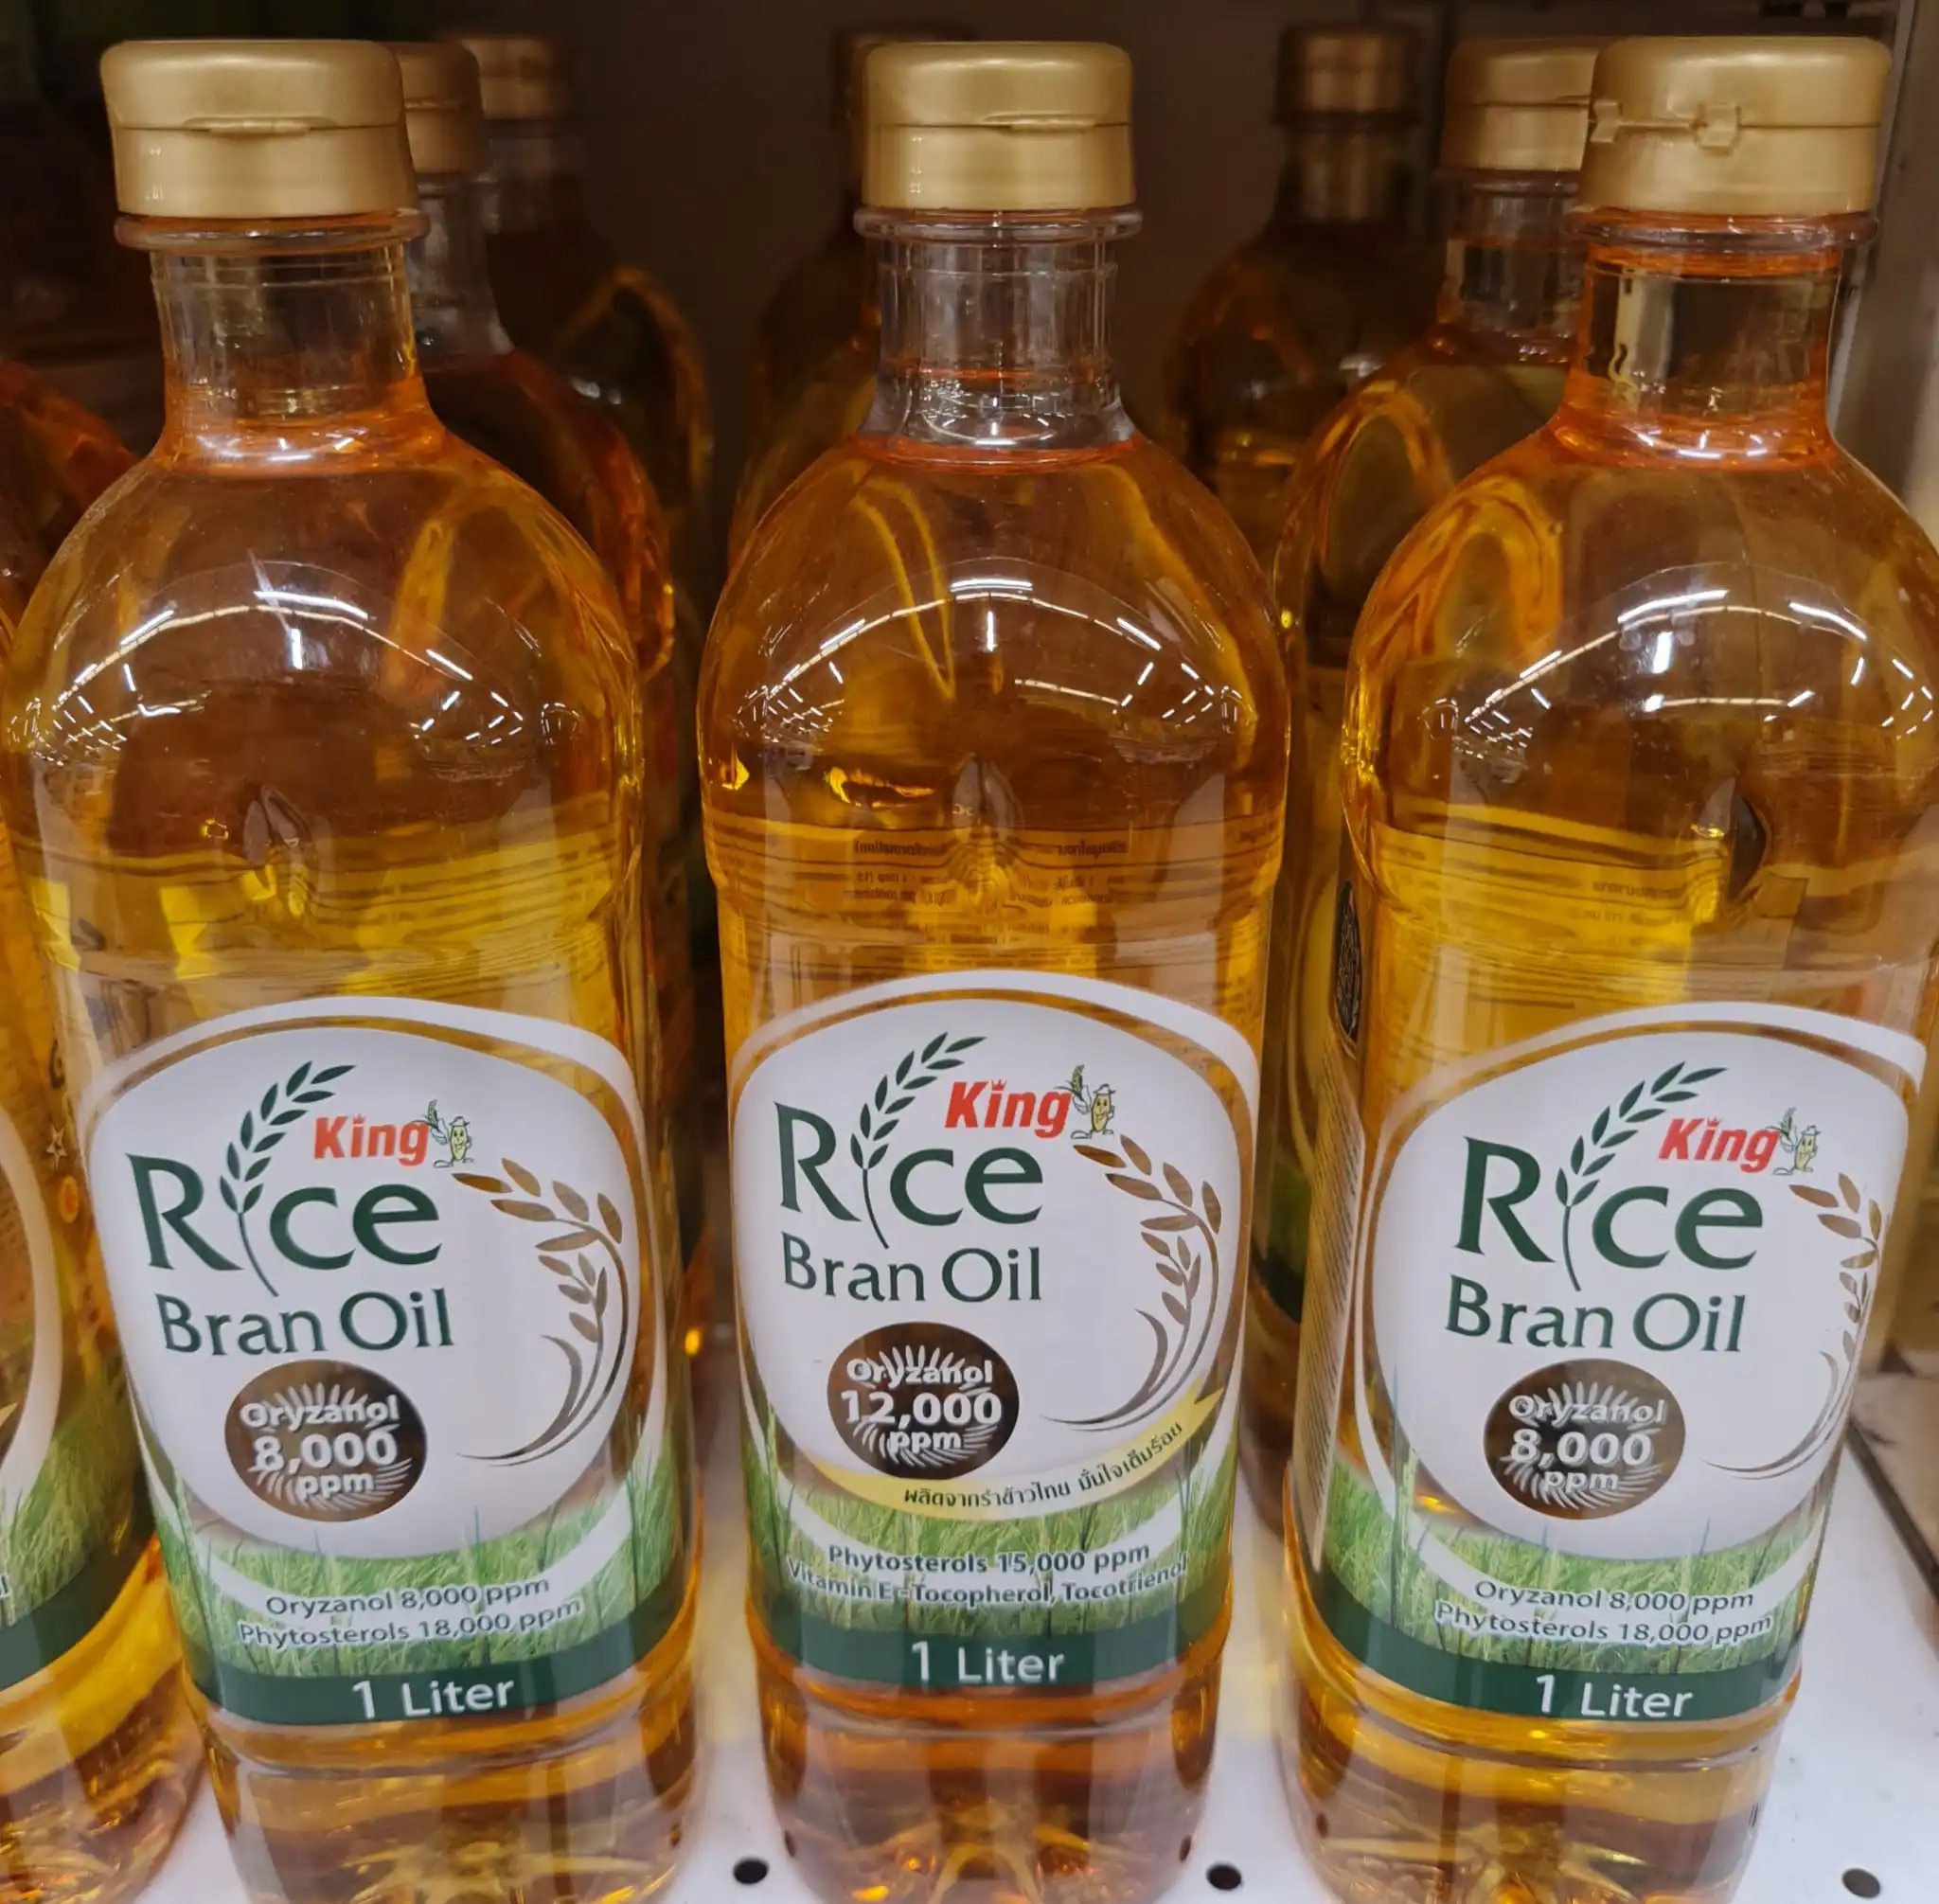 King
Rice
Bran Oil
Oryzanol
8,000
ppm
Oryzanol 8,000 ppm
Phytosterols 18,000 ppm
1 Liter
King
Rice
Bran Oil
Oryzanol
12,000
ppm
ผลิตจากรำข้าวไทย มั่นใจเต็มร้อย
Phytosterols 15,000 ppm
Vitamin E-Tocopherol, Tocotrienol
1 Liter
King
Rice
Bran Oil
Oryzanol
8,000
ppm
Oryzanol 8,000 ppm
Phytosterols 18,000 ppm
1 Liter